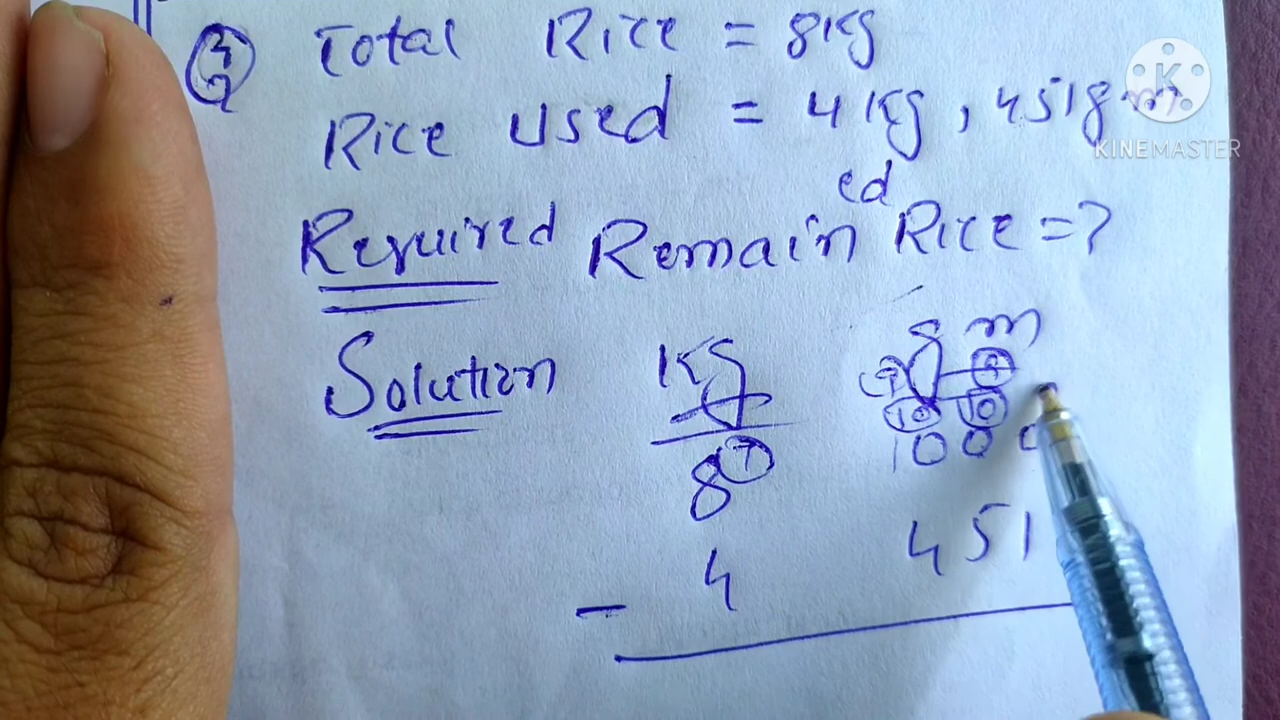 Total Rice = 8Kg
Rice used = 4Kg, 451gm
ed
Required Remain Rice = ?
Solution Kg gm
9 9
10 10
8 7 1000
4 451
-
K
KINEMASTER